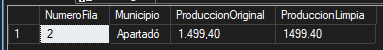 NumeroFila Municipio ProduccionOriginal ProduccionLimpia
1 2 Apartadó 1.499,40 1499.40